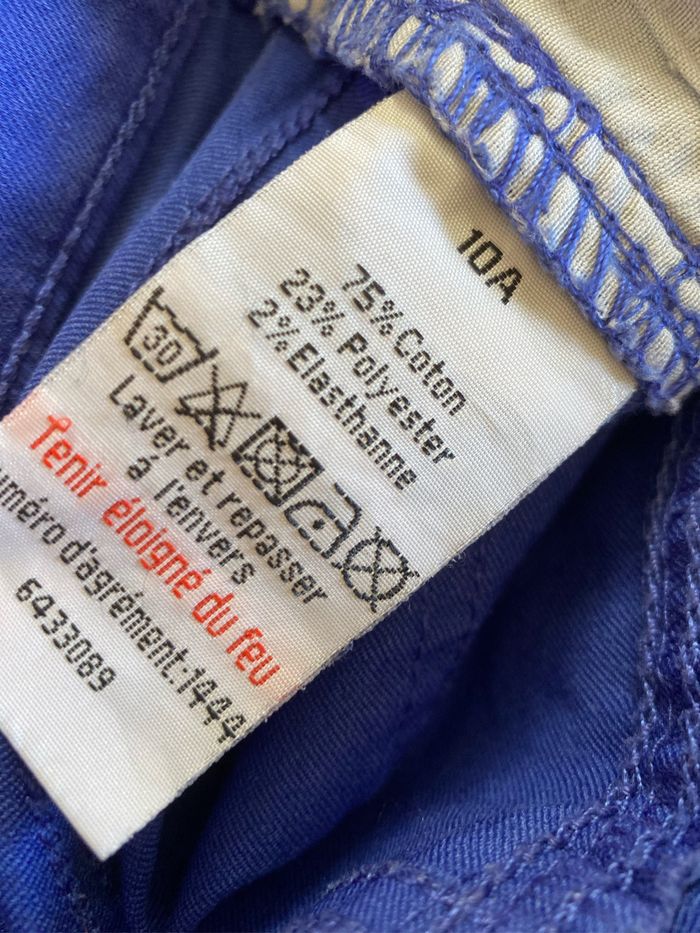 10A
75% Coton
23% Polyester
2% Elasthanne
30
Laver et repasser
á l'envers
Tenir éloigné du feu
uméro d'agrément:1444
6433089